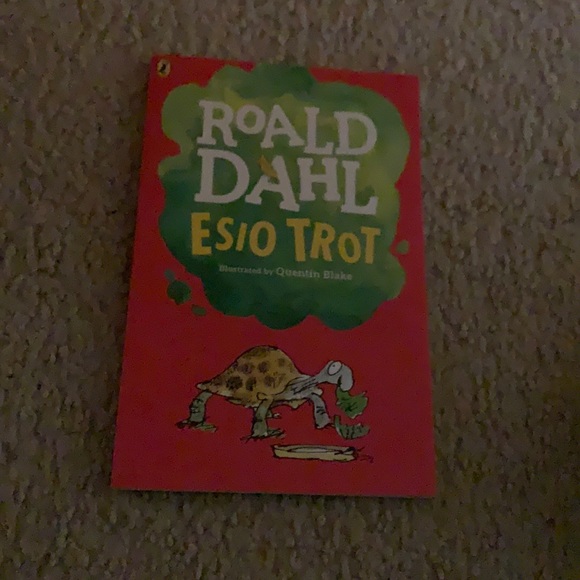 ROALD
DAHL
ESIO TROT
Illustrated by Quentin Blake